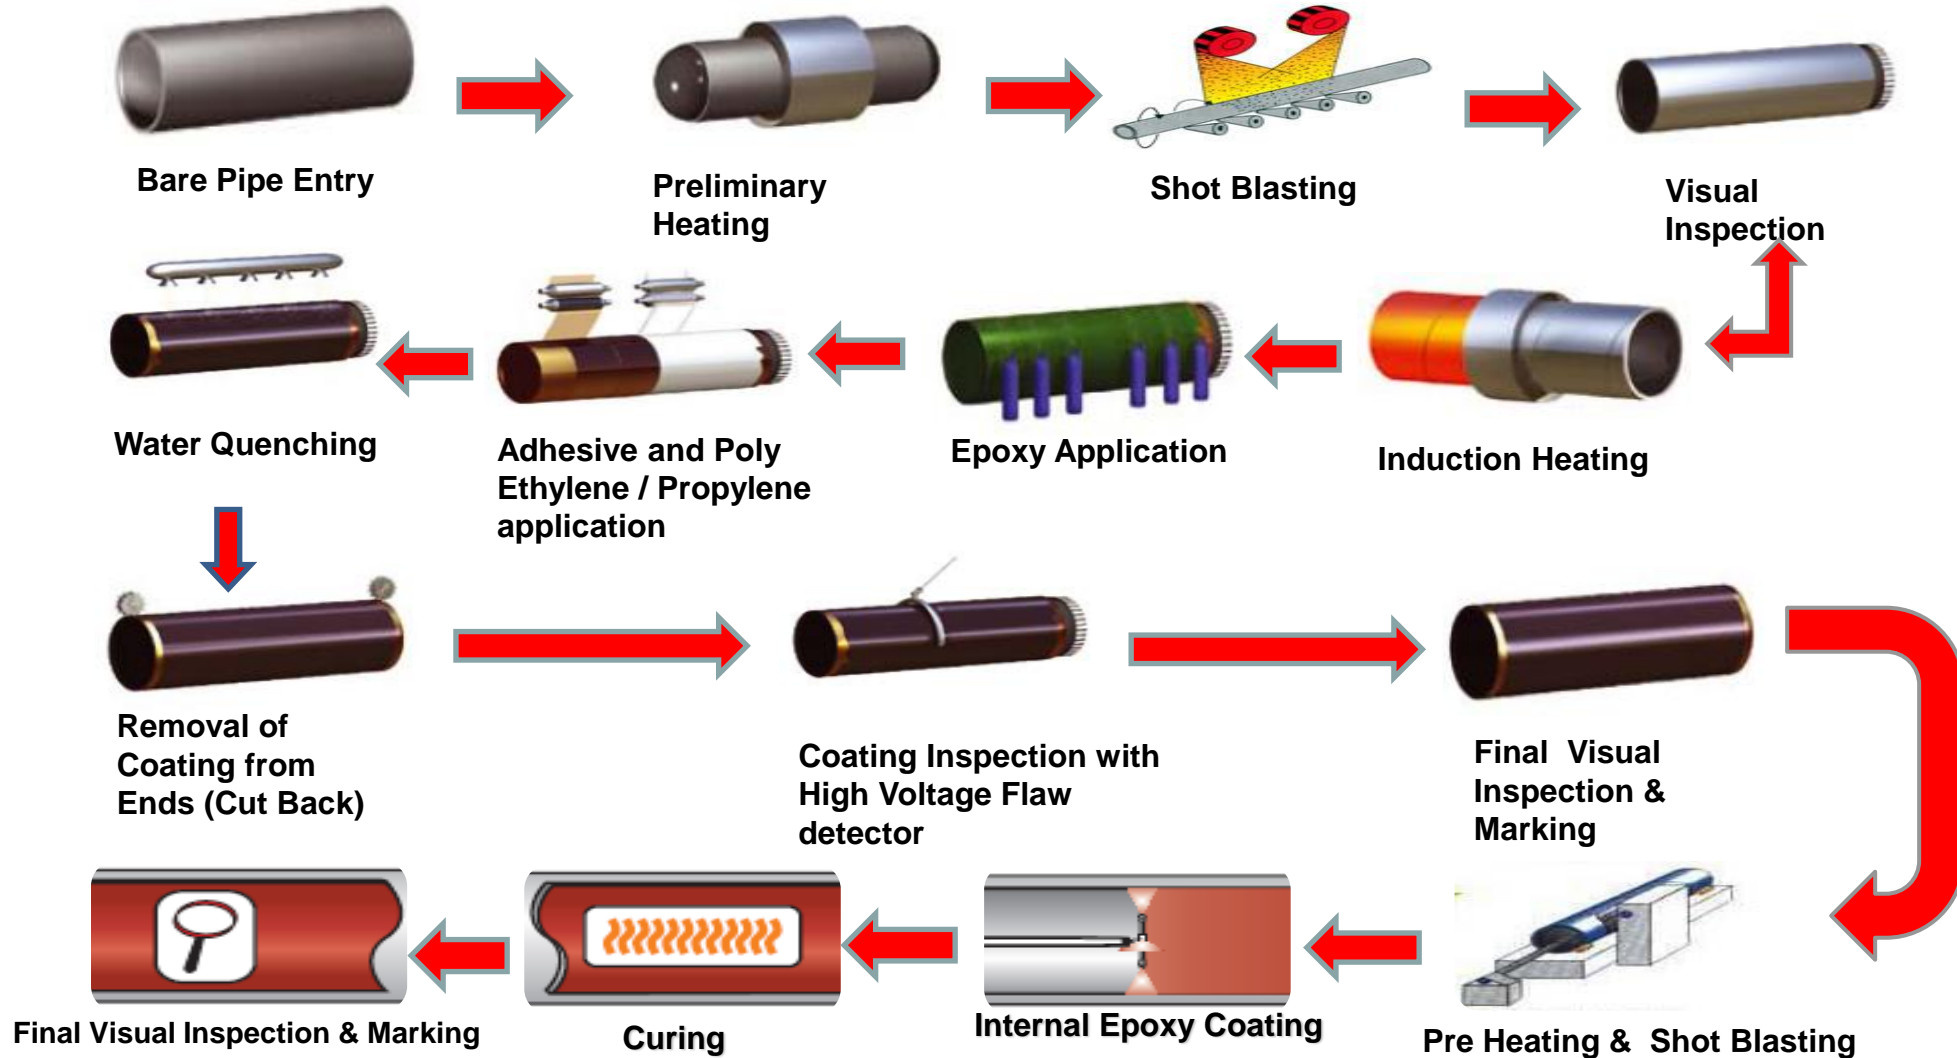 Bare Pipe Entry
Preliminary
Heating
Shot Blasting
Visual
Inspection
Water Quenching
Adhesive and Poly
Ethylene / Propylene
application
Epoxy Application
Induction Heating
Removal of
Coating from
Ends (Cut Back)
Coating Inspection with
High Voltage Flaw
detector
Final Visual
Inspection &
Marking
Final Visual Inspection & Marking
Curing
Internal Epoxy Coating
Pre Heating & Shot Blasting